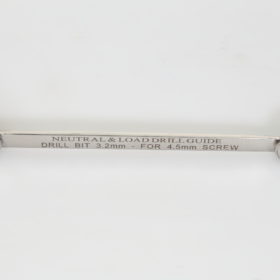 NEUTRAL & LOAD DRILL GUIDE
DRILL BIT 3.2mm - FOR 4.5mm SCREW